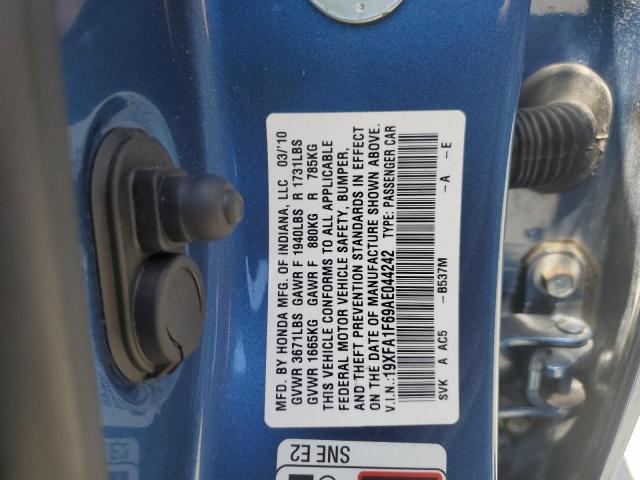 MFD. BY HONDA MFG. OF INDIANA, LLC 03/'10
GVWR 3671LBS GAWR F 1940LBS R 1731LBS
GVWR 1665KG GAWR F 880KG R 785KG
THIS VEHICLE CONFORMS TO ALL APPLICABLE
FEDERAL MOTOR VEHICLE SAFETY, BUMPER,
AND THEFT PREVENTION STANDARDS IN EFFECT
ON THE DATE OF MANUFACTURE SHOWN ABOVE.
V.I.N.:19XFA1F69AE044242 TYPE: PASSENGER CAR
SVK A AC5 -B537M -A -E
SNE E2